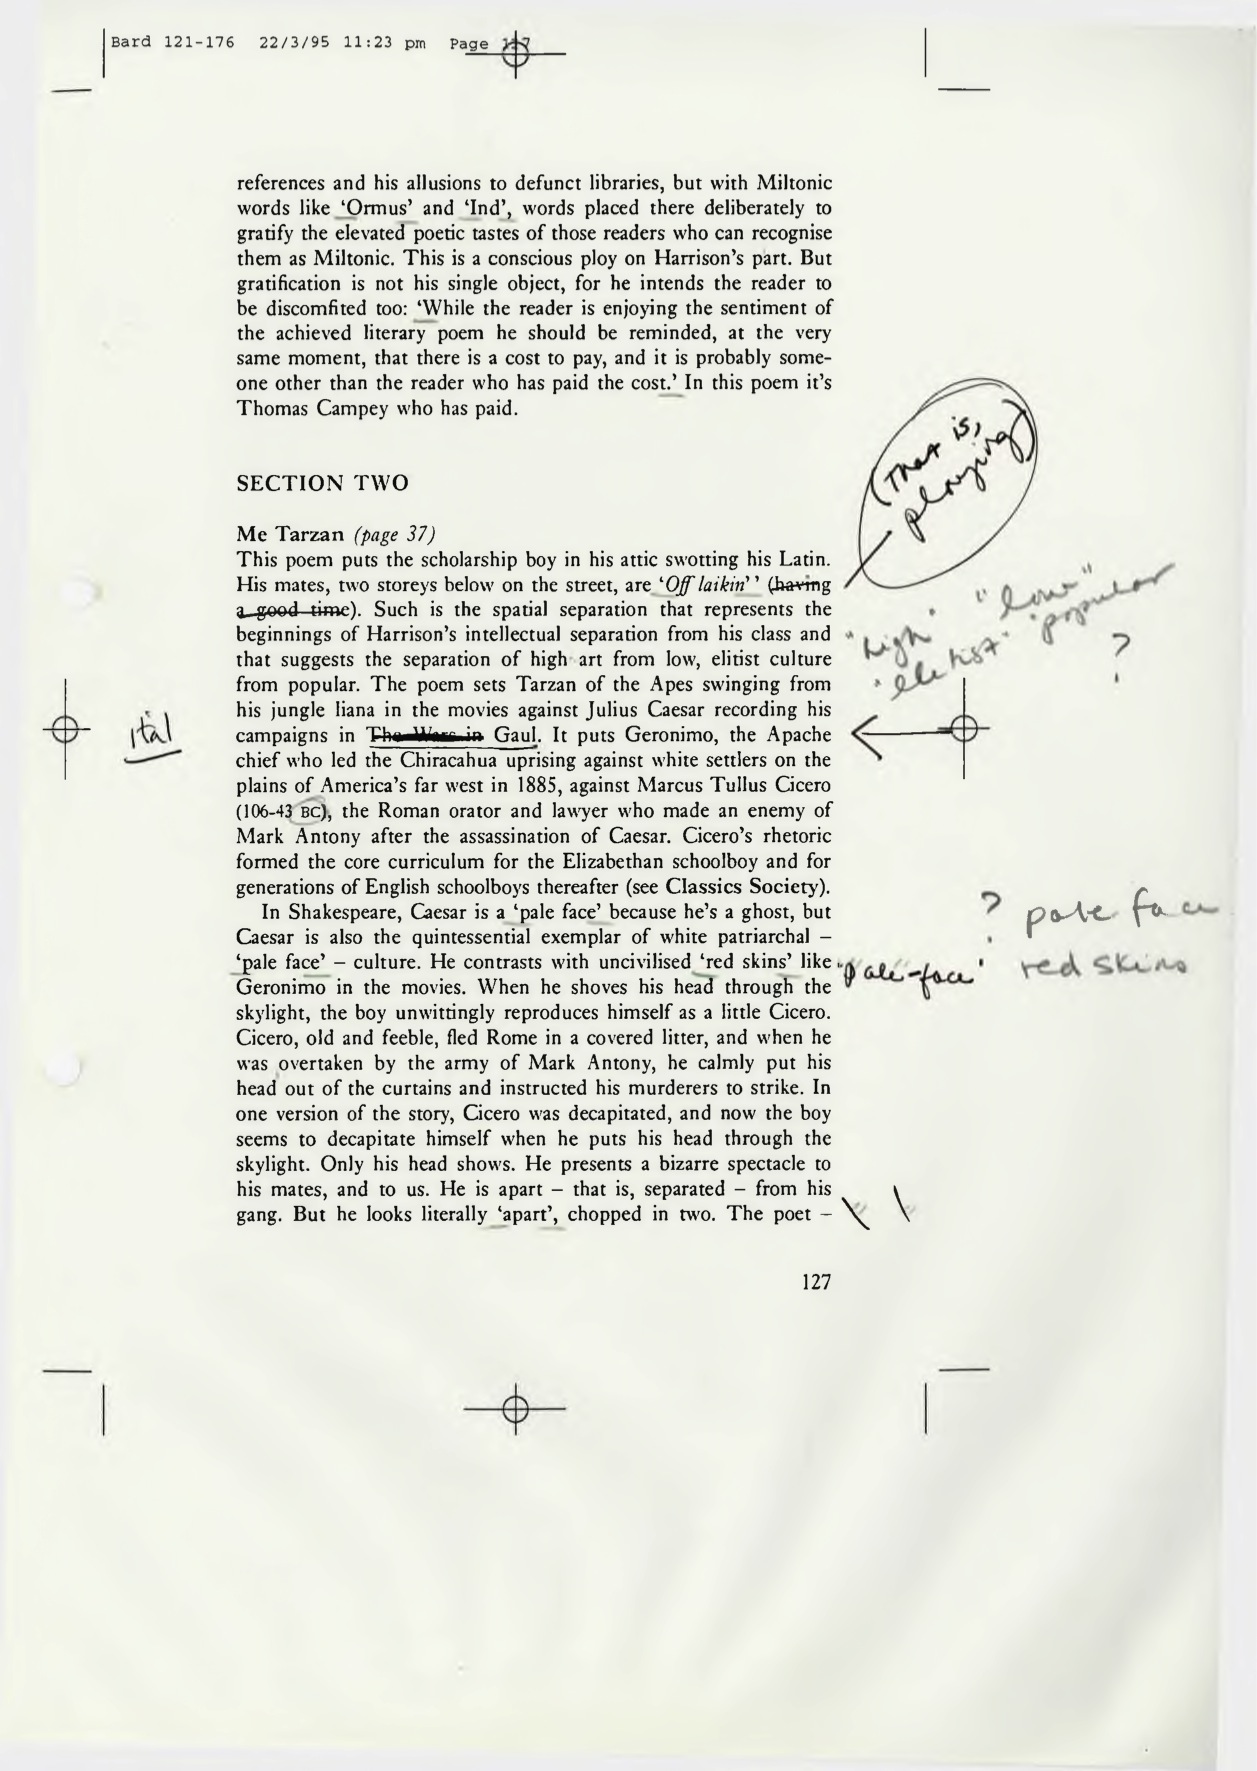 Bard 121-176 22/3/95 11:23 pm Page 127
references and his allusions to defunct libraries, but with Miltonic
words like ‘Ormus’ and ‘Ind’, words placed there deliberately to
gratify the elevated poetic tastes of those readers who can recognise
them as Miltonic. This is a conscious ploy on Harrison’s part. But
gratification is not his single object, for he intends the reader to
be discomfited too: ‘While the reader is enjoying the sentiment of
the achieved literary poem he should be reminded, at the very
same moment, that there is a cost to pay, and it is probably some-
one other than the reader who has paid the cost.’ In this poem it’s
Thomas Campey who has paid.
(That is,
playing)
SECTION TWO
Me Tarzan (page 37)
This poem puts the scholarship boy in his attic swotting his Latin.
His mates, two storeys below on the street, are ‘Off laikin’’ (having
a good time). Such is the spatial separation that represents the
beginnings of Harrison’s intellectual separation from his class and
that suggests the separation of high art from low, elitist culture
from popular. The poem sets Tarzan of the Apes swinging from
his jungle liana in the movies against Julius Caesar recording his
campaigns in The Wars in Gaul. It puts Geronimo, the Apache
chief who led the Chiracahua uprising against white settlers on the
plains of America’s far west in 1885, against Marcus Tullus Cicero
(106-43 BC), the Roman orator and lawyer who made an enemy of
Mark Antony after the assassination of Caesar. Cicero’s rhetoric
formed the core curriculum for the Elizabethan schoolboy and for
generations of English schoolboys thereafter (see Classics Society).
"high" "low"
"elitist" "popular
?
ital
In Shakespeare, Caesar is a ‘pale face’ because he’s a ghost, but
Caesar is also the quintessential exemplar of white patriarchal –
‘pale face’ – culture. He contrasts with uncivilised ‘red skins’ like
Geronimo in the movies. When he shoves his head through the
skylight, the boy unwittingly reproduces himself as a little Cicero.
Cicero, old and feeble, fled Rome in a covered litter, and when he
was overtaken by the army of Mark Antony, he calmly put his
head out of the curtains and instructed his murderers to strike. In
one version of the story, Cicero was decapitated, and now the boy
seems to decapitate himself when he puts his head through the
skylight. Only his head shows. He presents a bizarre spectacle to
his mates, and to us. He is apart – that is, separated – from his
gang. But he looks literally ‘apart’, chopped in two. The poet –
? pale face
'pale-face' red skins
127